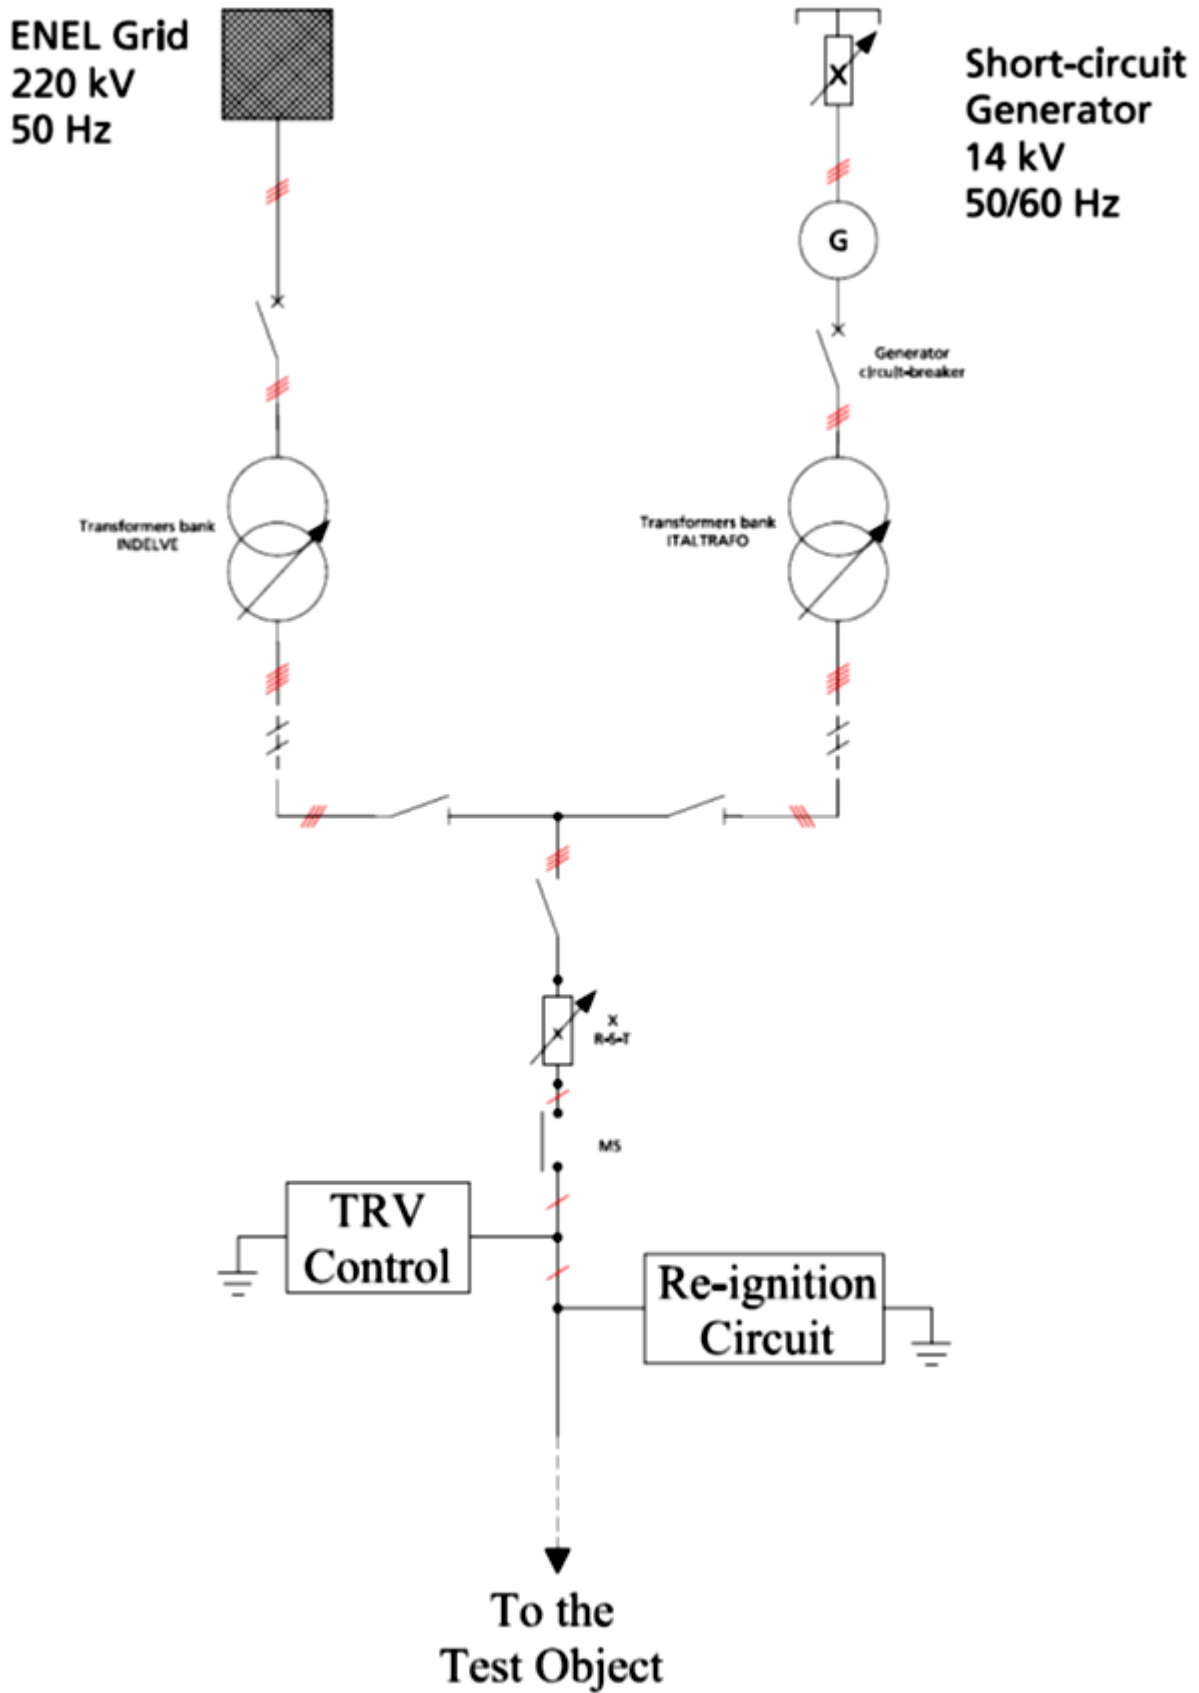 ENEL Grid
220 kV
50 Hz
Short-circuit
Generator
14 kV
50/60 Hz
X
G
Generator
circuit-breaker
Transformers bank
INDELVE
Transformers bank
ITALTRAFO
X
R-S-T
X
MS
TRV
Control
Re-ignition
Circuit
To the
Test Object